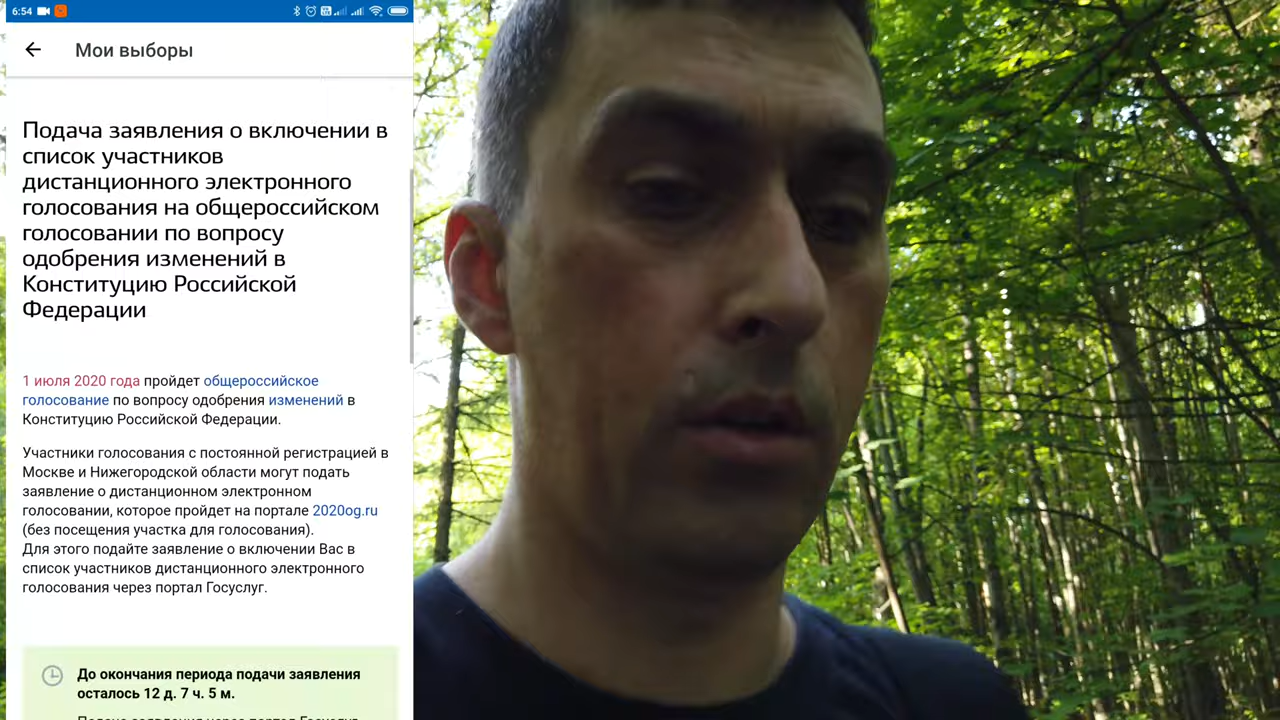 6:54
Мои выборы
Подача заявления о включении в
список участников
дистанционного электронного
голосования на общероссийском
голосовании по вопросу
одобрения изменений в
Конституцию Российской
Федерации
1 июля 2020 года пройдет общероссийское
голосование по вопросу одобрения изменений в
Конституцию Российской Федерации.
Участники голосования с постоянной регистрацией в
Москве и Нижегородской области могут подать
заявление о дистанционном электронном
голосовании, которое пройдет на портале 2020og.ru
(без посещения участка для голосования).
Для этого подайте заявление о включении Вас в
список участников дистанционного электронного
голосования через портал Госуслуг.
До окончания периода подачи заявления
осталось 12 д. 7 ч. 5 м.